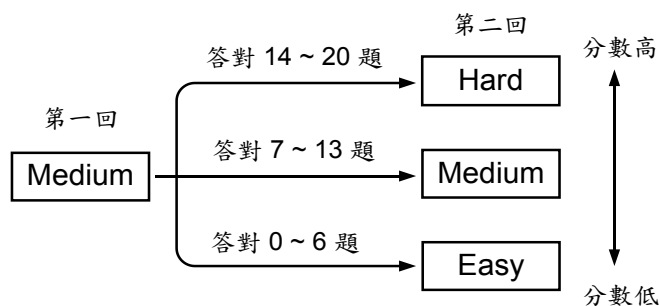 第二回
答對 14 ~ 20 題
Hard
分數高
第一回
Medium
答對 7 ~ 13 題
Medium
答對 0 ~ 6 題
Easy
分數低